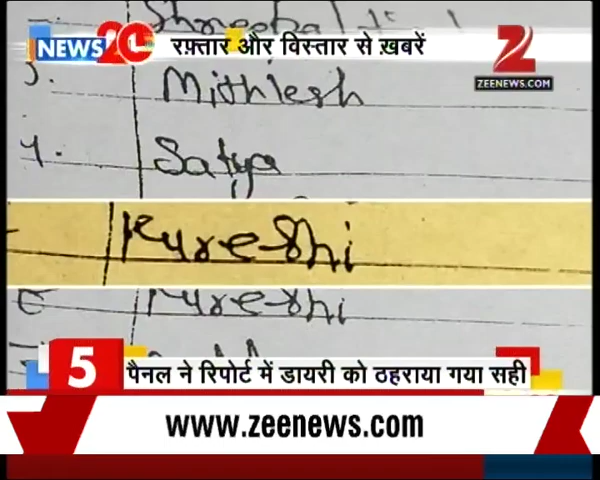 NEWS 20
रफ़्तार और विस्तार से ख़बरें
Z
ZEENEWS.COM
3. Mithlesh
4. Satya
Kureshi
Kureshi
5
पैनल ने रिपोर्ट में डायरी को ठहराया गया सही
www.zeenews.com